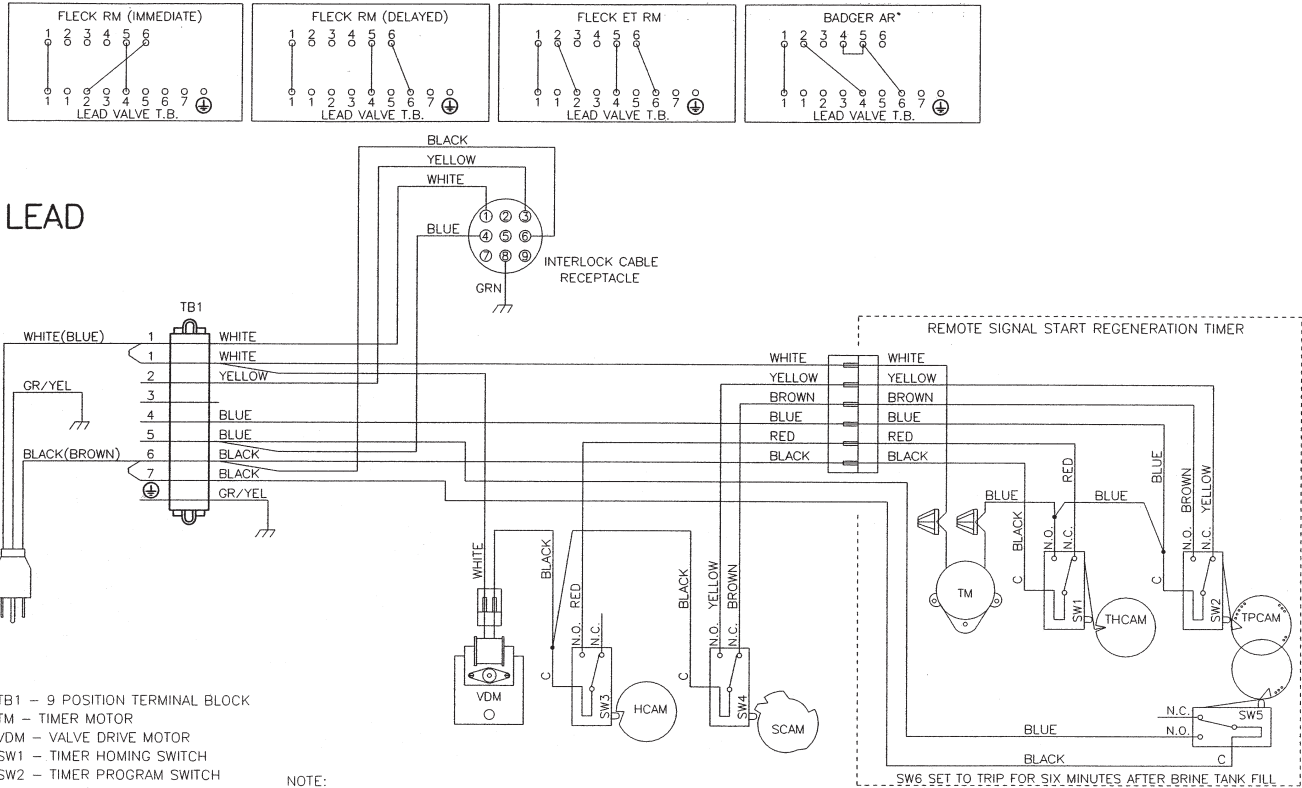 FLECK RM (IMMEDIATE)
1 2 3 4 5 6
1 1 2 3 4 5 6 7
LEAD VALVE T.B.
FLECK RM (DELAYED)
1 2 3 4 5 6
1 1 2 3 4 5 6 7
LEAD VALVE T.B.
FLECK ET RM
1 2 3 4 5 6
1 1 2 3 4 5 6 7
LEAD VALVE T.B.
BADGER AR*
1 2 3 4 5 6
1 1 2 3 4 5 6 7
LEAD VALVE T.B.
LEAD
BLACK
YELLOW
WHITE
BLUE
1 2 3
4 5 6
7 8 9
INTERLOCK CABLE
RECEPTACLE
GRN
TB1
WHITE(BLUE)
GR/YEL
BLACK(BROWN)
1 WHITE
1 WHITE
2 YELLOW
3
4 BLUE
5 BLUE
6 BLACK
7 BLACK
GR/YEL
REMOTE SIGNAL START REGENERATION TIMER
WHITE WHITE
YELLOW YELLOW
BROWN BROWN
BLUE BLUE
RED RED
BLACK BLACK
WHITE
BLACK
RED
N.O.
N.C.
C
SW3
HCAM
VDM
BLACK
YELLOW
BROWN
N.O.
N.C.
C
SW4
SCAM
BLUE
BLUE
BLACK
RED
N.O.
N.C.
C
SW1
THCAM
TM
BLUE
BROWN
YELLOW
N.O.
N.C.
C
SW2
TPCAM
N.C.
N.O.
SW5
C
BLUE
BLACK
SW6 SET TO TRIP FOR SIX MINUTES AFTER BRINE TANK FILL
TB1 – 9 POSITION TERMINAL BLOCK
TM – TIMER MOTOR
VDM – VALVE DRIVE MOTOR
SW1 – TIMER HOMING SWITCH
SW2 – TIMER PROGRAM SWITCH
NOTE: